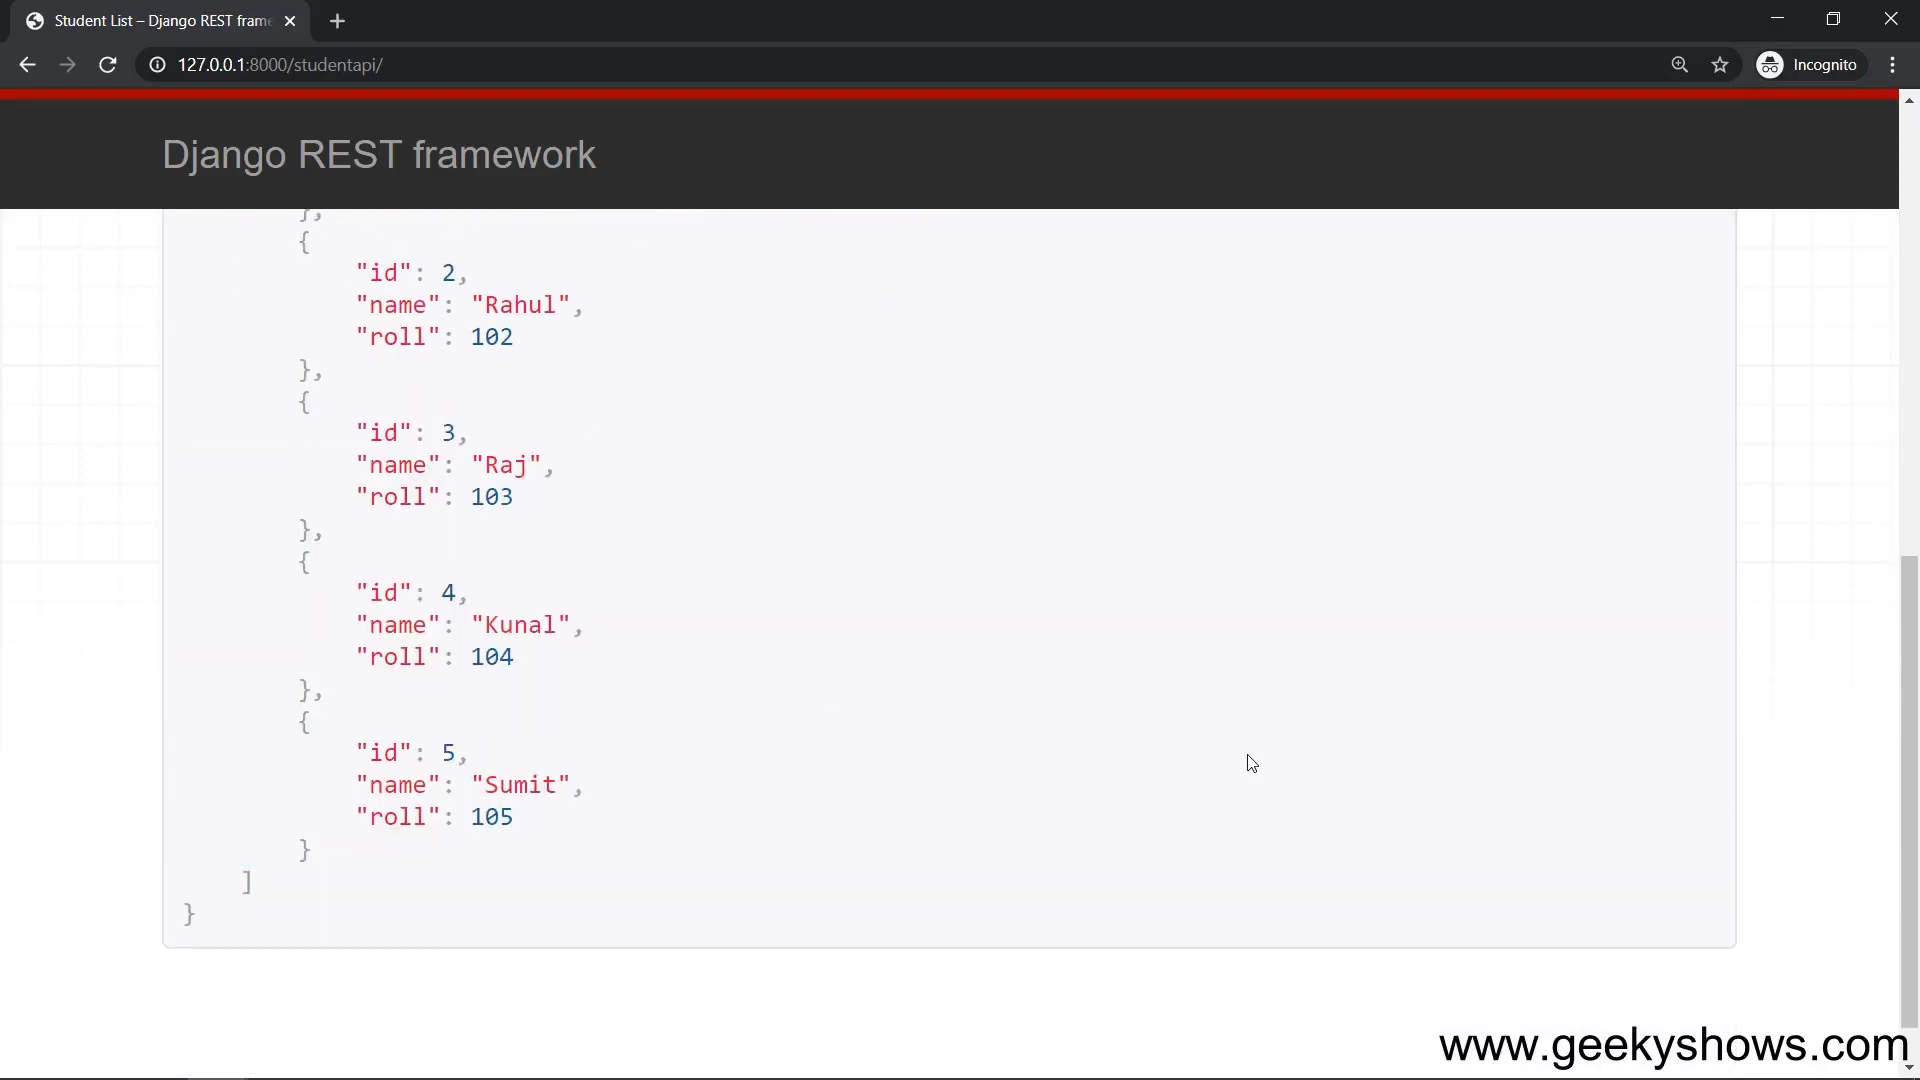 Student List – Django REST frame
127.0.0.1:8000/studentapi/
Incognito
Django REST framework
},
{
"id": 2,
"name": "Rahul",
"roll": 102
},
{
"id": 3,
"name": "Raj",
"roll": 103
},
{
"id": 4,
"name": "Kunal",
"roll": 104
},
{
"id": 5,
"name": "Sumit",
"roll": 105
}
]
}
www.geekyshows.com